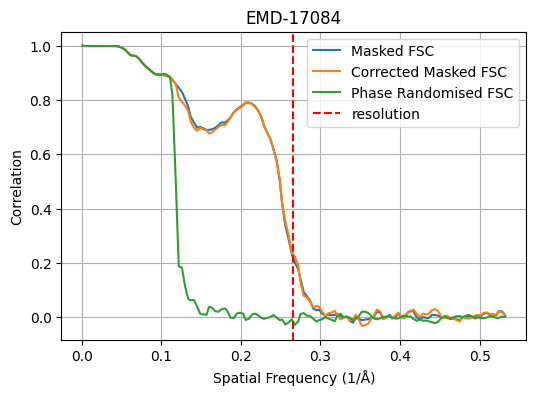 EMD-17084
Masked FSC
Corrected Masked FSC
Phase Randomised FSC
resolution
Correlation
1.0
0.8
0.6
0.4
0.2
0.0
0.0 0.1 0.2 0.3 0.4 0.5
Spatial Frequency (1/Å)